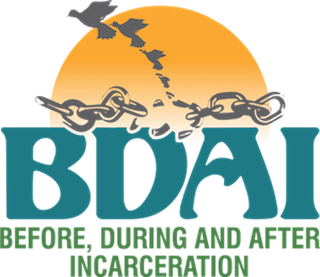 BDAI
BEFORE, DURING AND AFTER
INCARCERATION